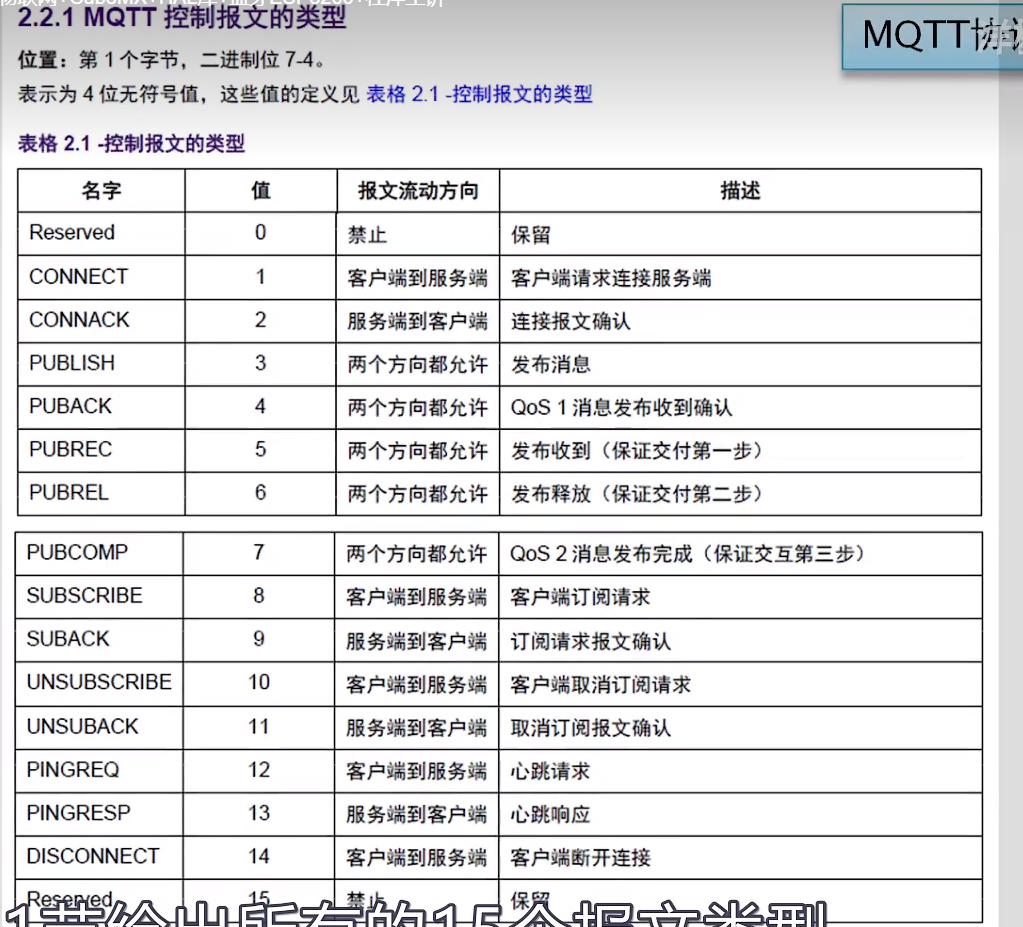 2.2.1 MQTT 控制报文的类型
MQTT协议
位置：第 1 个字节，二进制位 7-4。
表示为 4 位无符号值，这些值的定义见 表格 2.1 -控制报文的类型
表格 2.1 -控制报文的类型
名字 值 报文流动方向 描述
Reserved 0 禁止 保留
CONNECT 1 客户端到服务端 客户端请求连接服务端
CONNACK 2 服务端到客户端 连接报文确认
PUBLISH 3 两个方向都允许 发布消息
PUBACK 4 两个方向都允许 QoS 1 消息发布收到确认
PUBREC 5 两个方向都允许 发布收到（保证交付第一步）
PUBREL 6 两个方向都允许 发布释放（保证交付第二步）
PUBCOMP 7 两个方向都允许 QoS 2 消息发布完成（保证交互第三步）
SUBSCRIBE 8 客户端到服务端 客户端订阅请求
SUBACK 9 服务端到客户端 订阅请求报文确认
UNSUBSCRIBE 10 客户端到服务端 客户端取消订阅请求
UNSUBACK 11 服务端到客户端 取消订阅报文确认
PINGREQ 12 客户端到服务端 心跳请求
PINGRESP 13 服务端到客户端 心跳响应
DISCONNECT 14 客户端到服务端 客户端断开连接
Reserved 15 禁止 保留
1节给出所有的15个报文类型